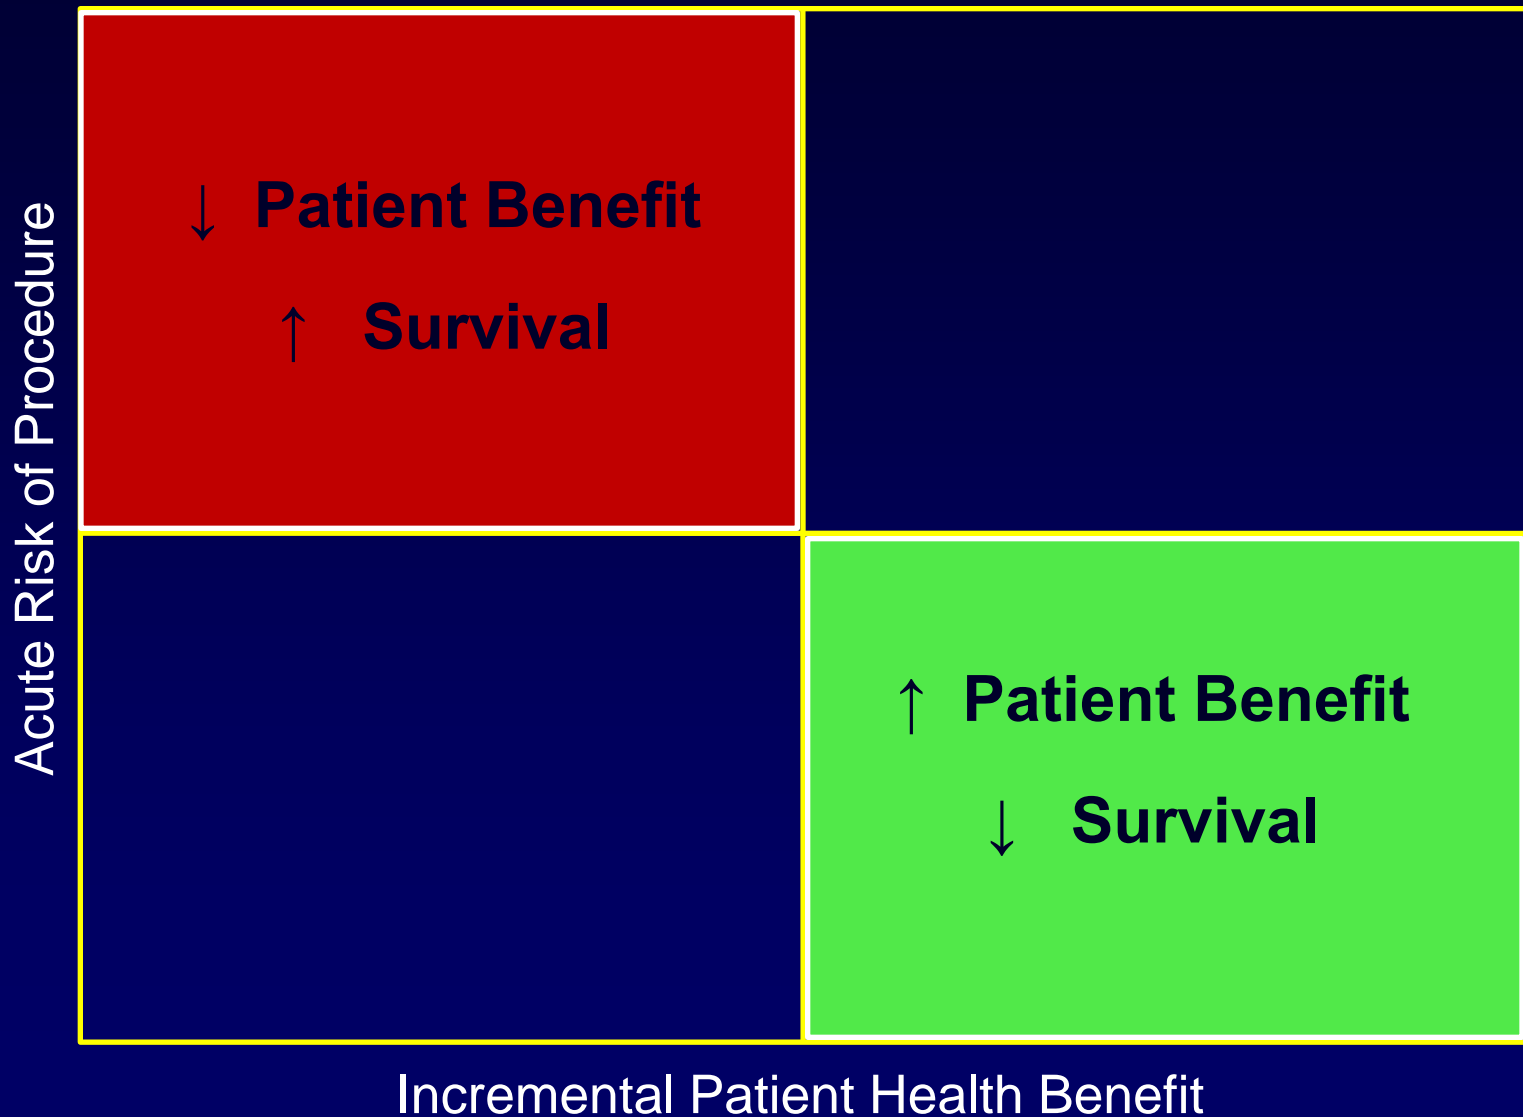 Acute Risk of Procedure
↓ Patient Benefit
↑ Survival
↑ Patient Benefit
↓ Survival
Incremental Patient Health Benefit